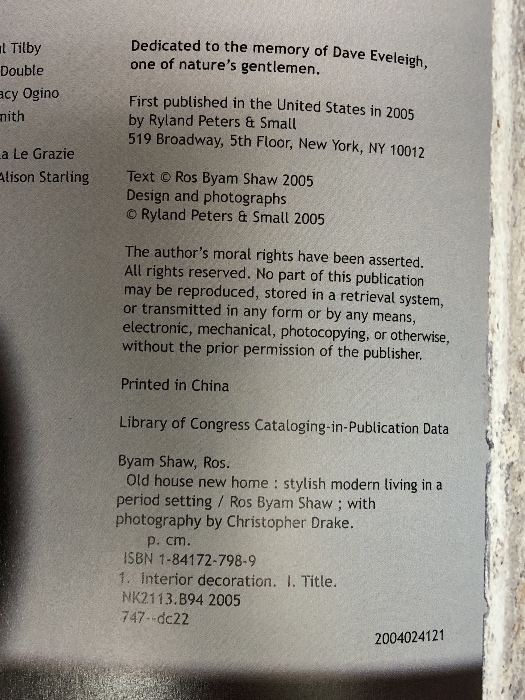 Tilby
Double
Ogino
Le Grazie
Alison Starling
Dedicated to the memory of Dave Eveleigh,
one of nature's gentlemen.
First published in the United States in 2005
by Ryland Peters & Small
519 Broadway, 5th Floor, New York, NY 10012
Text © Ros Byam Shaw 2005
Design and photographs
© Ryland Peters & Small 2005
The author's moral rights have been asserted.
All rights reserved. No part of this publication
may be reproduced, stored in a retrieval system,
or transmitted in any form or by any means,
electronic, mechanical, photocopying, or otherwise,
without the prior permission of the publisher.
Printed in China
Library of Congress Cataloging-in-Publication Data
Byam Shaw, Ros.
Old house new home : stylish modern living in a
period setting / Ros Byam Shaw ; with
photography by Christopher Drake.
p. cm.
ISBN 1-84172-798-9
1. Interior decoration. I. Title.
NK2113.B94 2005
747--dc22
2004024121